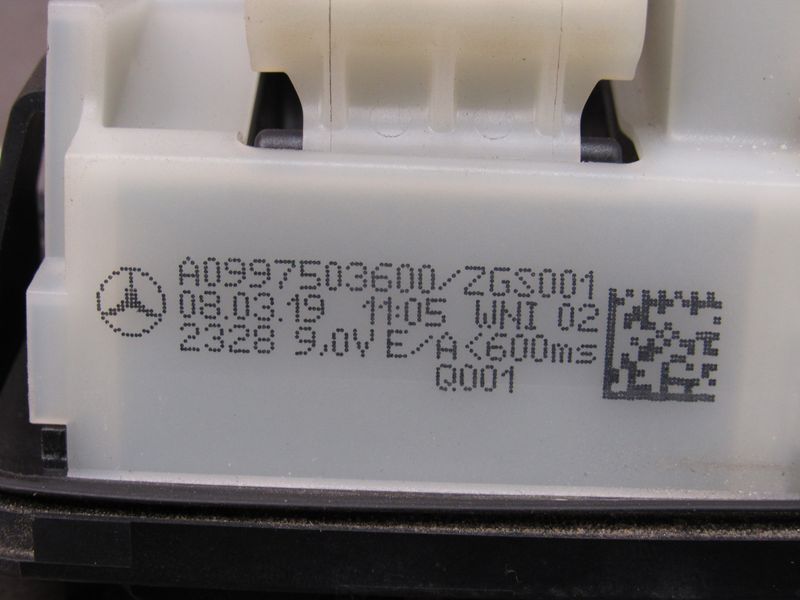 A0997503600/ZGS001
08.03.19 11:05 WNI 02
2328 9,0V E/A<600ms
Q001